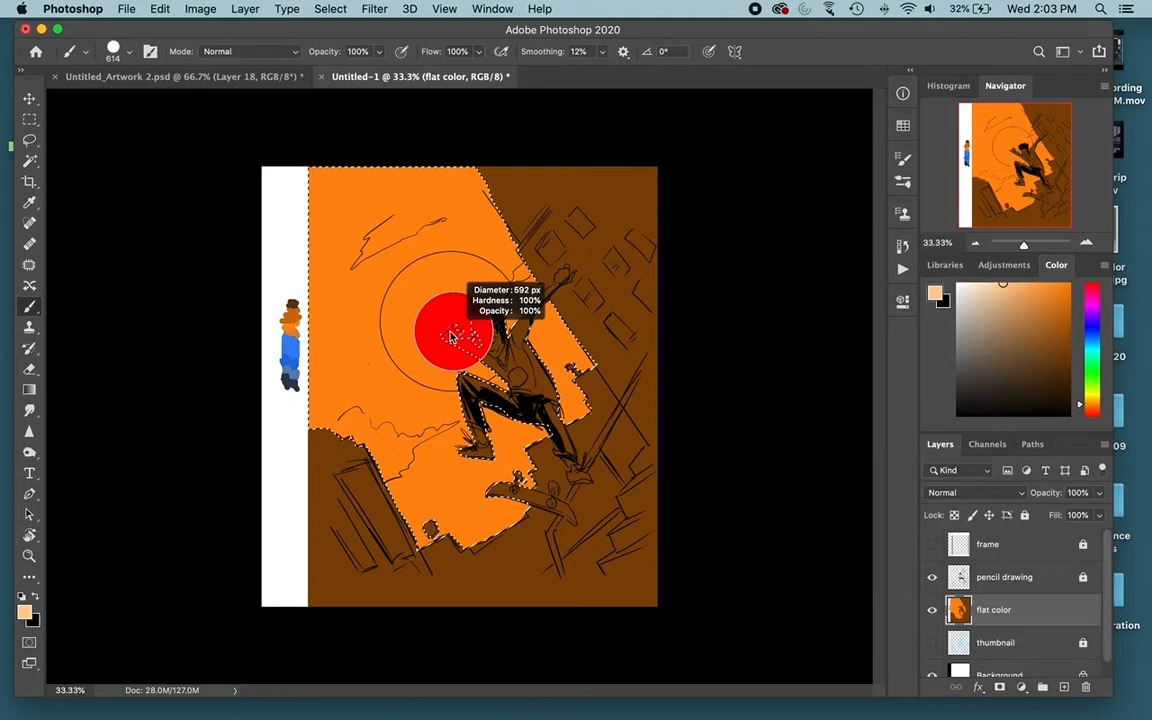 Photoshop File Edit Image Layer Type Select Filter 3D View Window Help 32% Wed 2:03 PM
Adobe Photoshop 2020
614 Mode: Normal Opacity: 100% Flow: 100% Smoothing: 12% 0°
Untitled_Artwork 2.psd @ 66.7% (Layer 18, RGB/8*) * Untitled-1 @ 33.3% (flat color, RGB/8) *
Histogram Navigator
33.33%
Libraries Adjustments Color
Diameter: 592 px
Hardness: 100%
Opacity: 100%
Layers Channels Paths
Kind
Normal Opacity: 100%
Lock: Fill: 100%
frame
pencil drawing
flat color
thumbnail
Background
33.33% Doc: 28.0M/127.0M